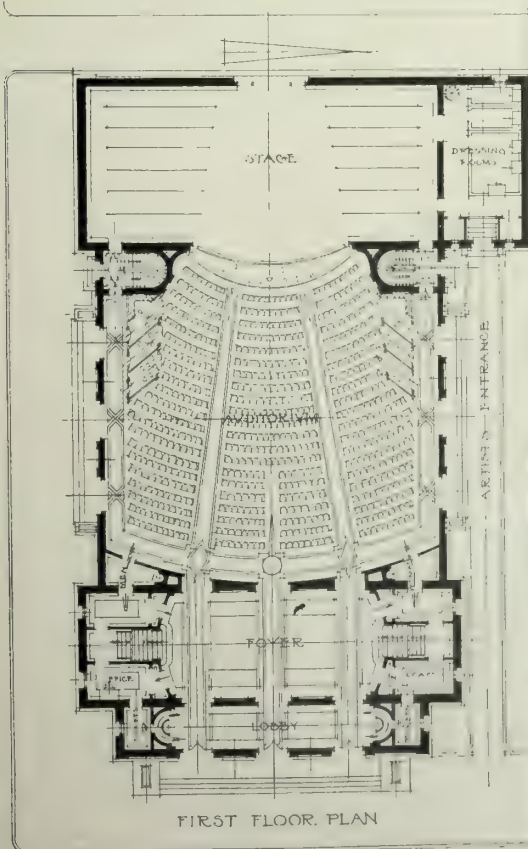 STAGE
DRESSING
ROOMS
AUDITORIUM
ARTISTS ENTRANCE
FOYER
LOBBY
FIRST FLOOR PLAN